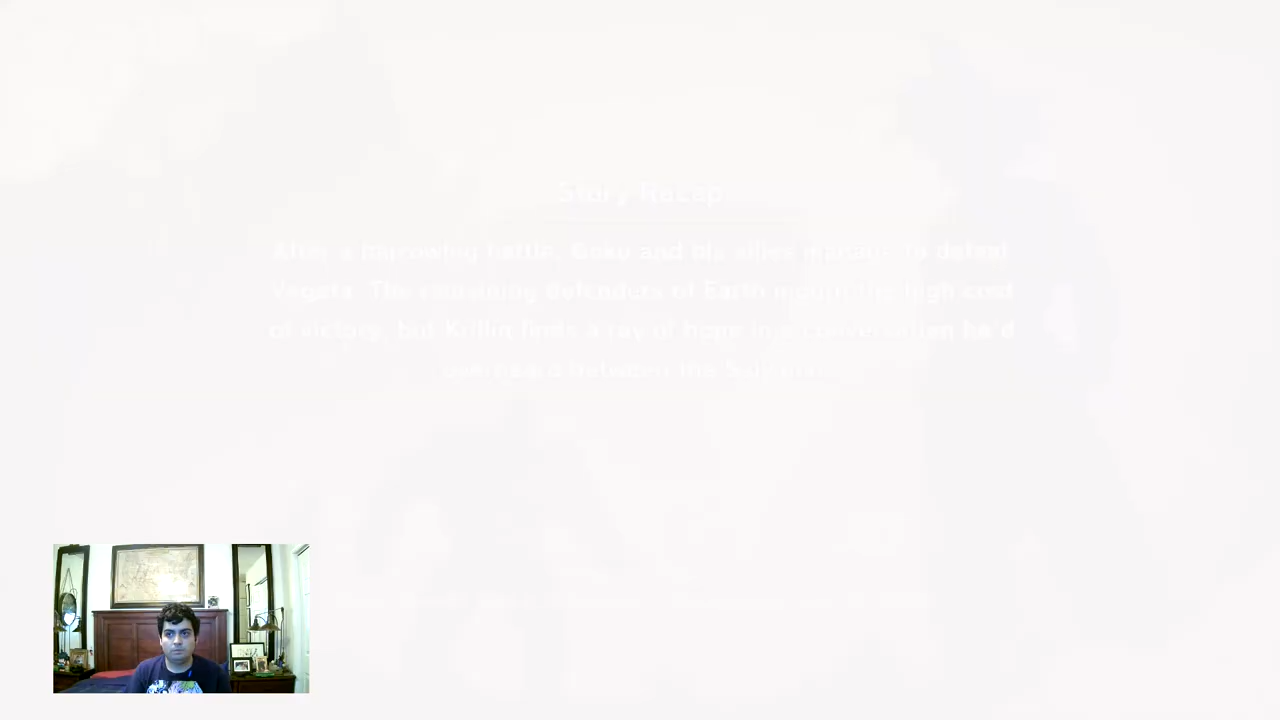 Story Recap
After a harrowing battle, Goku and his allies manage to defeat
Vegeta. The remaining defenders of Earth mourn the high cost
of victory, but Krillin finds a ray of hope in a conversation he'd
overheard between the Saiyans.